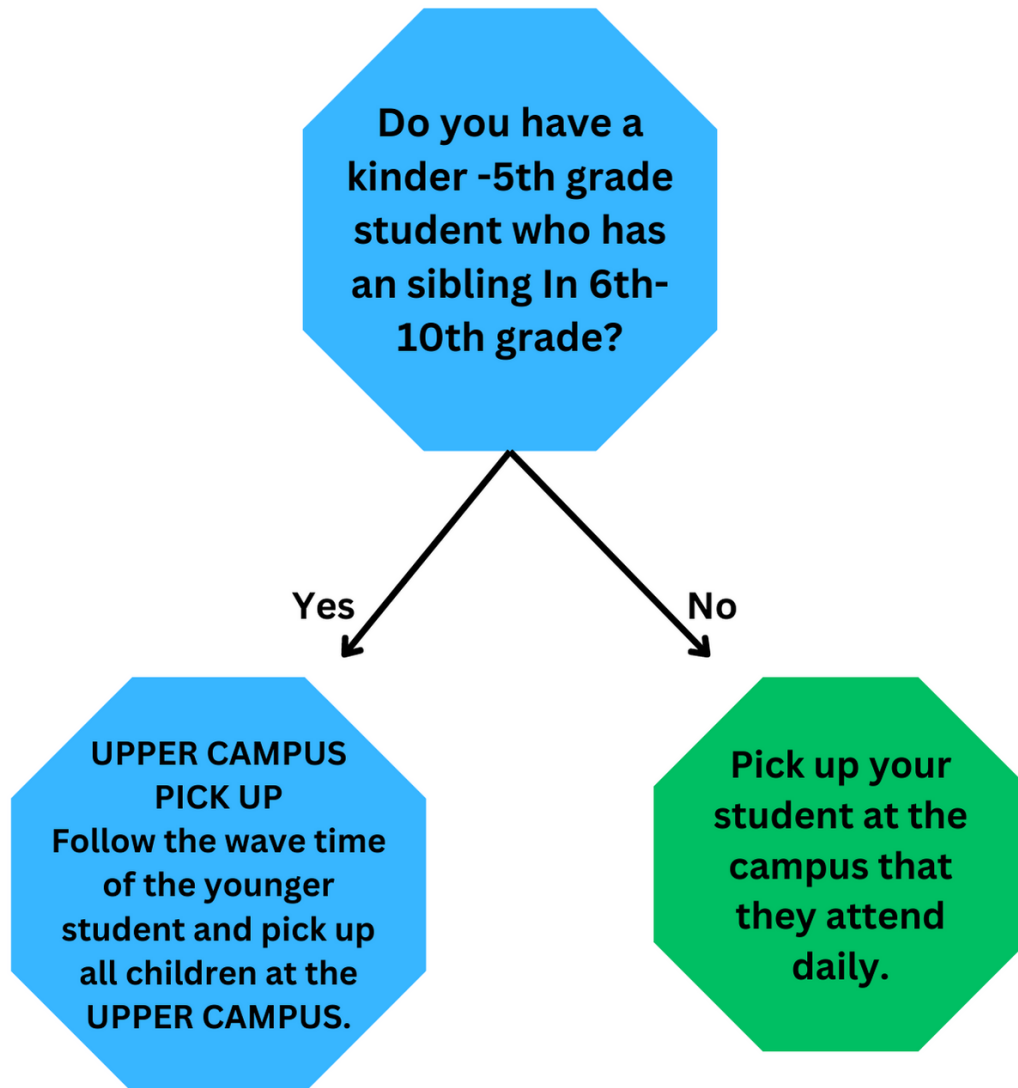 Do you have a
kinder -5th grade
student who has
an sibling In 6th-
10th grade?
Yes
No
UPPER CAMPUS
PICK UP
Follow the wave time
of the younger
student and pick up
all children at the
UPPER CAMPUS.
Pick up your
student at the
campus that
they attend
daily.